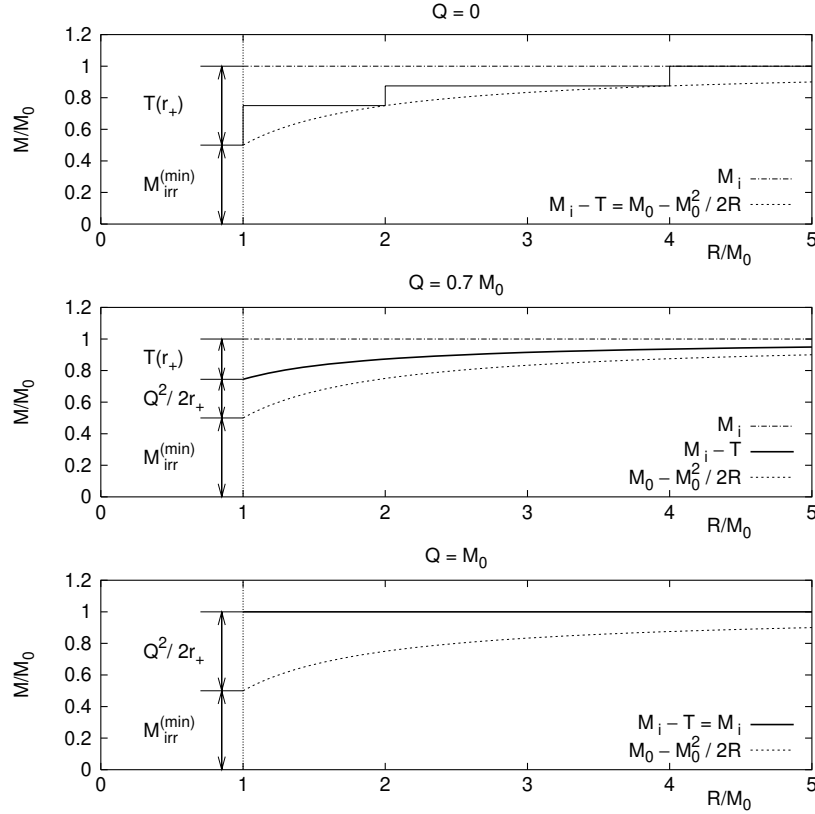 Q = 0
1.2
1
0.8
0.6
0.4
0.2
0
M/M₀
T(r₊)
M_irr^(min)
M_i
M_i − T = M₀ − M₀² / 2R
0 1 2 3 4 5
R/M₀
Q = 0.7 M₀
1.2
1
0.8
0.6
0.4
0.2
0
M/M₀
T(r₊)
Q²/ 2r₊
M_irr^(min)
M_i
M_i − T
M₀ − M₀² / 2R
0 1 2 3 4 5
R/M₀
Q = M₀
1.2
1
0.8
0.6
0.4
0.2
0
M/M₀
Q²/ 2r₊
M_irr^(min)
M_i − T = M_i
M₀ − M₀² / 2R
0 1 2 3 4 5
R/M₀